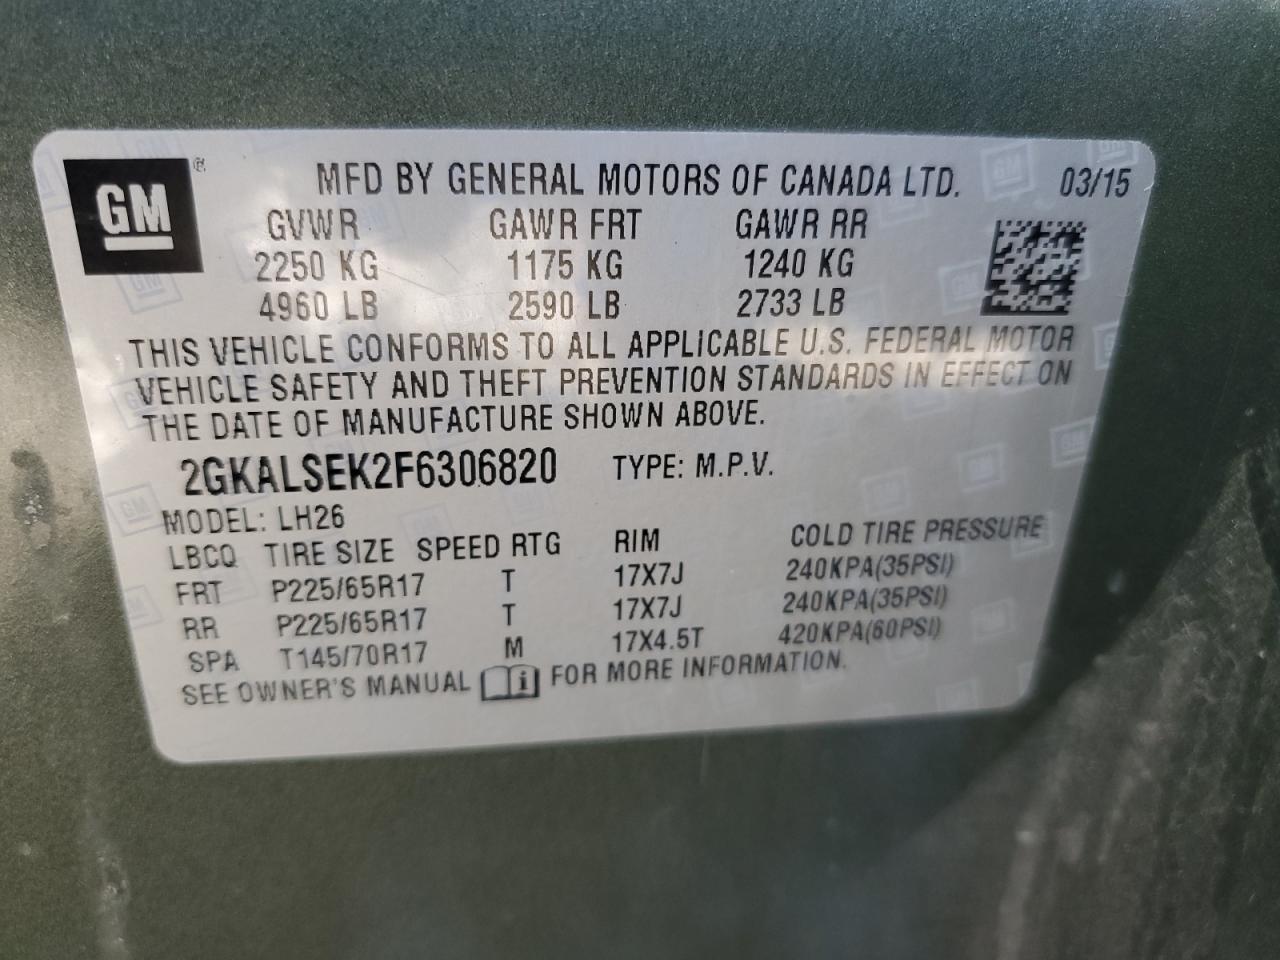 GM ®
MFD BY GENERAL MOTORS OF CANADA LTD. 03/15
GVWR GAWR FRT GAWR RR
2250 KG 1175 KG 1240 KG
4960 LB 2590 LB 2733 LB
THIS VEHICLE CONFORMS TO ALL APPLICABLE U.S. FEDERAL MOTOR
VEHICLE SAFETY AND THEFT PREVENTION STANDARDS IN EFFECT ON
THE DATE OF MANUFACTURE SHOWN ABOVE.
2GKALSEK2F6306820 TYPE: M.P.V.
MODEL: LH26
LBCQ TIRE SIZE SPEED RTG RIM COLD TIRE PRESSURE
FRT P225/65R17 T 17X7J 240KPA(35PSI)
RR P225/65R17 T 17X7J 240KPA(35PSI)
SPA T145/70R17 M 17X4.5T 420KPA(60PSI)
SEE OWNER'S MANUAL i FOR MORE INFORMATION.